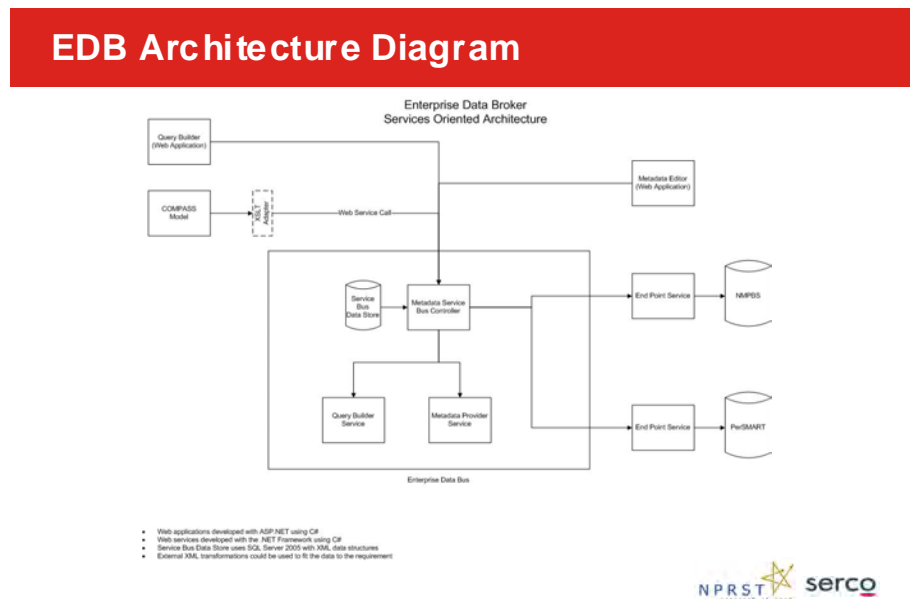 EDB Architecture Diagram
Enterprise Data Broker
Services Oriented Architecture
Query Builder
(Web Application)
Metadata Editor
(Web Application)
COMPASS
Model
XSLT
Adapter
Web Service Call
Service
Bus
Data Store
Metadata Service
Bus Controller
End Point Service
NMPBS
Query Builder
Service
Metadata Provider
Service
End Point Service
PerSMART
Enterprise Data Bus
• Web applications developed with ASP.NET using C#
• Web services developed with the .NET Framework using C#
• Service Bus Data Store uses SQL Server 2005 with XML data structures
• External XML transformations could be used to fit the data to the requirement
NPRST
serco